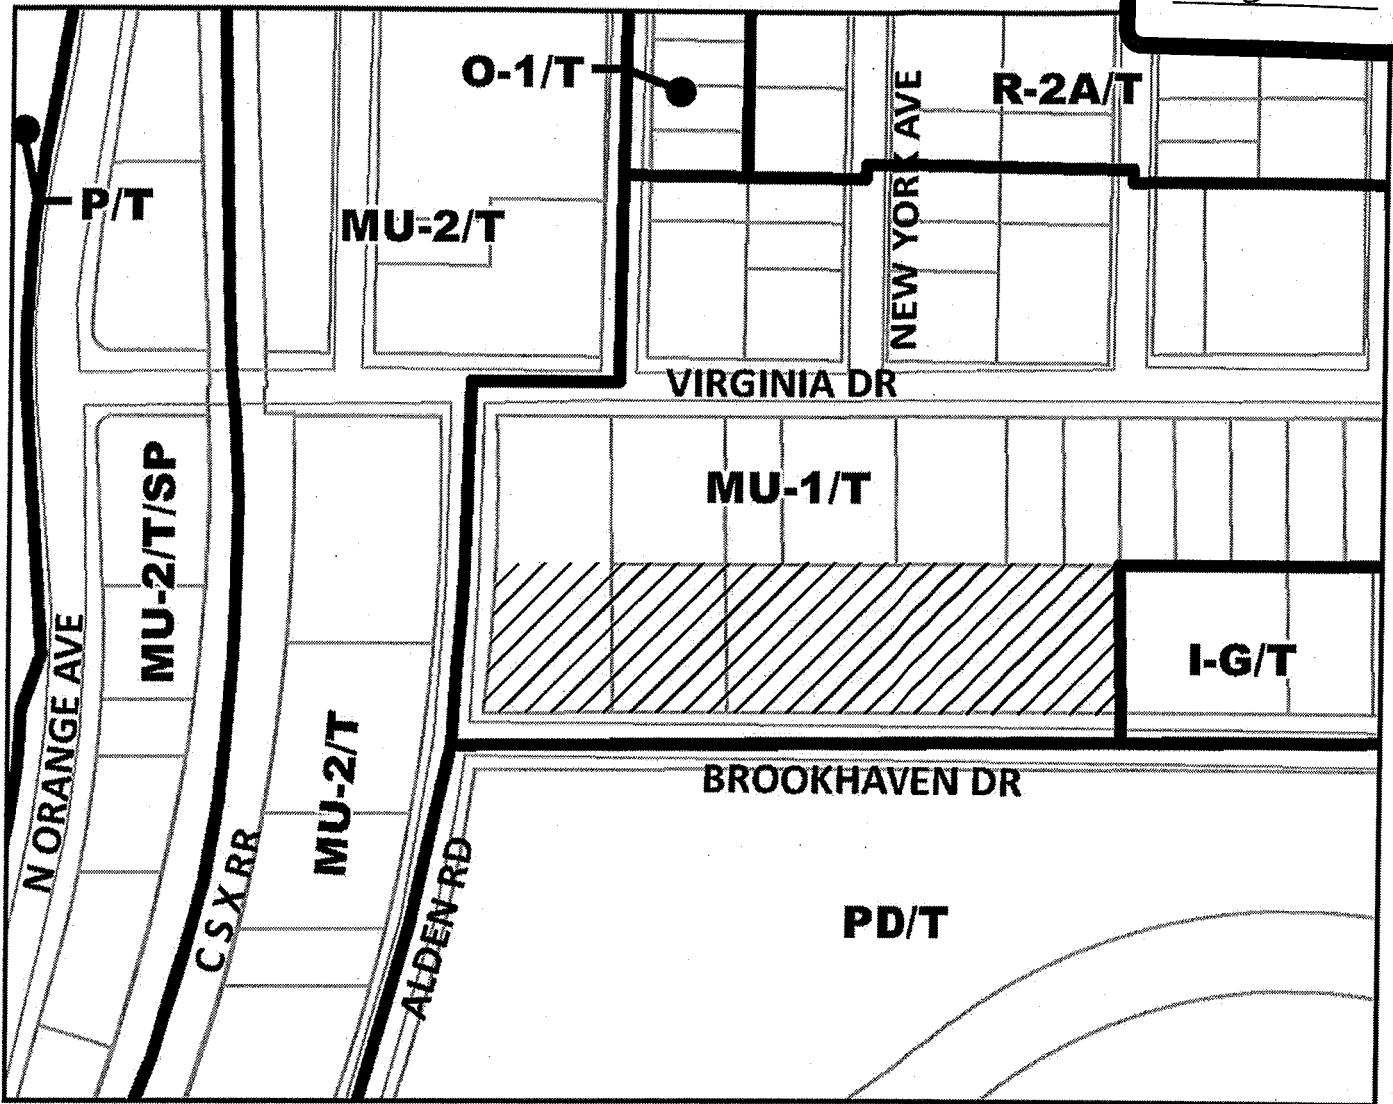 O-1/T
R-2A/T
P/T
MU-2/T
NEW YORK AVE
VIRGINIA DR
MU-1/T
MU-2/T/SP
I-G/T
N ORANGE AVE
MU-2/T
BROOKHAVEN DR
C S X RR
ALDEN RD
PD/T